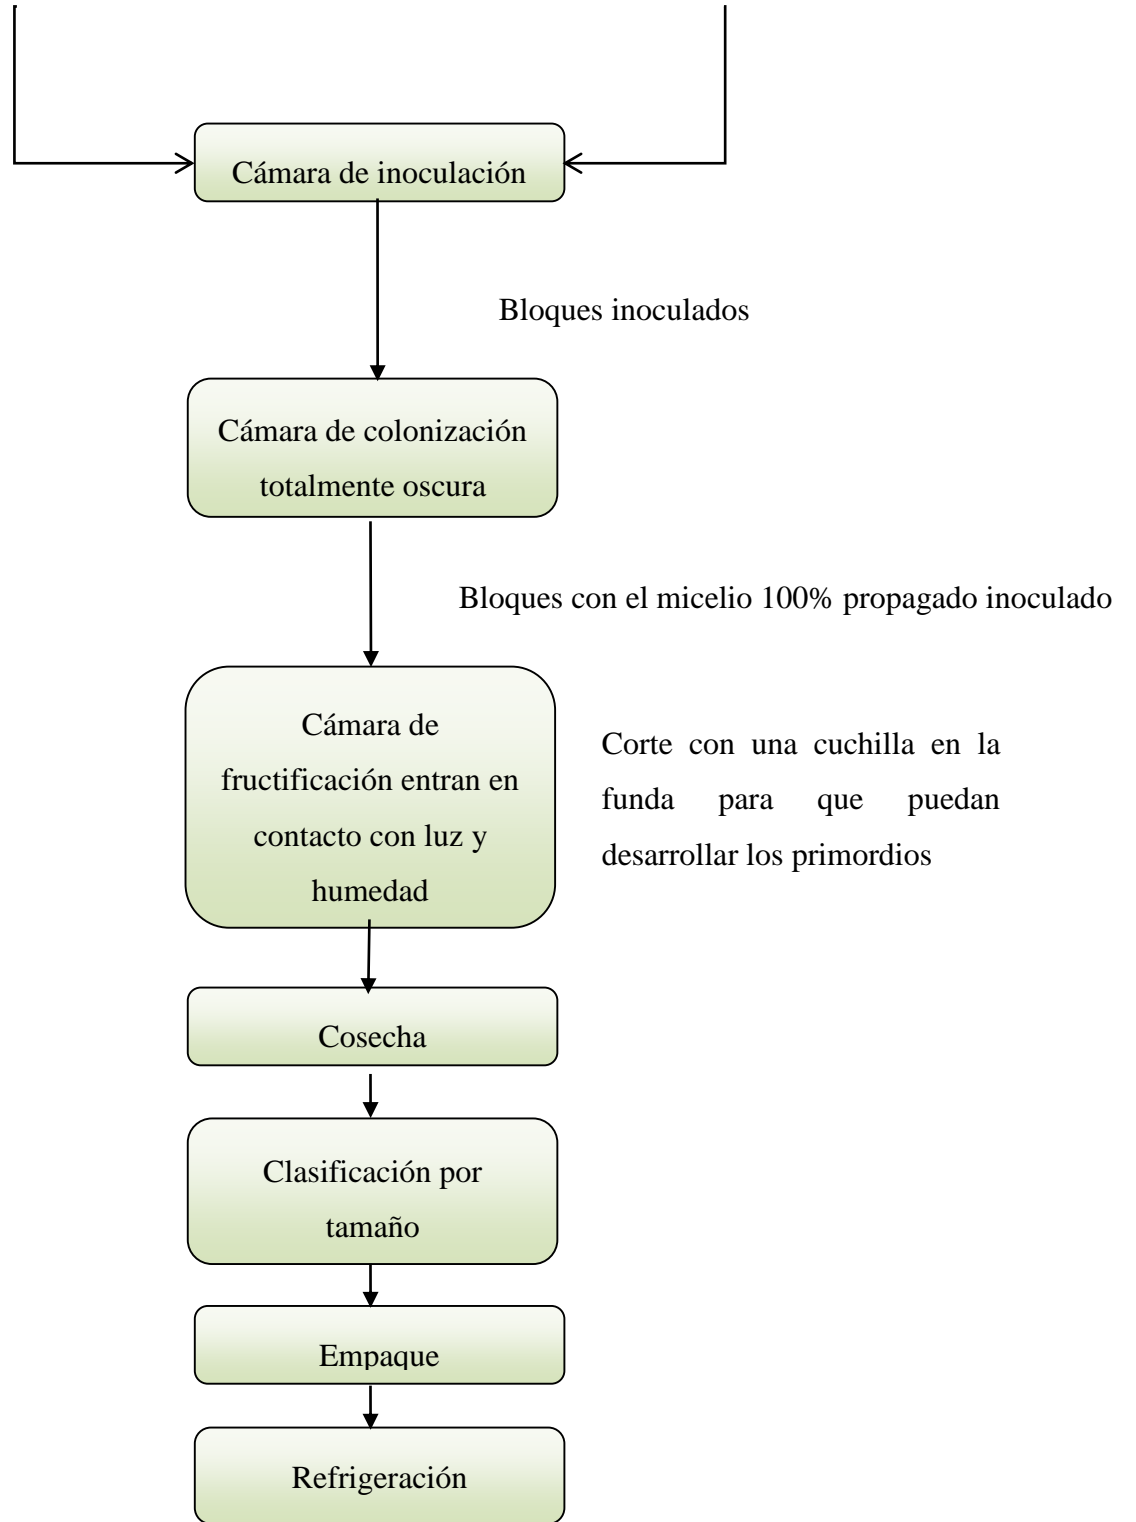 Cámara de inoculación
Bloques inoculados
Cámara de colonización
totalmente oscura
Bloques con el micelio 100% propagado inoculado
Cámara de
fructificación entran en
contacto con luz y
humedad
Corte con una cuchilla en la
funda para que puedan
desarrollar los primordios
Cosecha
Clasificación por
tamaño
Empaque
Refrigeración